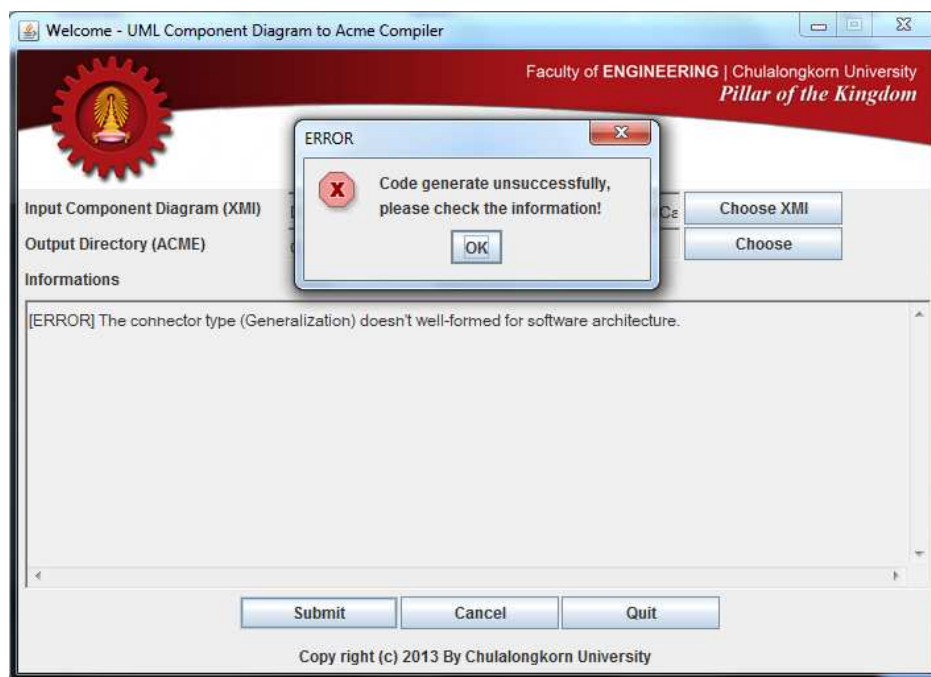 Welcome - UML Component Diagram to Acme Compiler
Faculty of ENGINEERING | Chulalongkorn University
Pillar of the Kingdom
ERROR
Code generate unsuccessfully,
please check the information!
OK
Input Component Diagram (XMI)
Choose XMI
Output Directory (ACME)
Choose
Informations
[ERROR] The connector type (Generalization) doesn't well-formed for software architecture.
Submit Cancel Quit
Copy right (c) 2013 By Chulalongkorn University